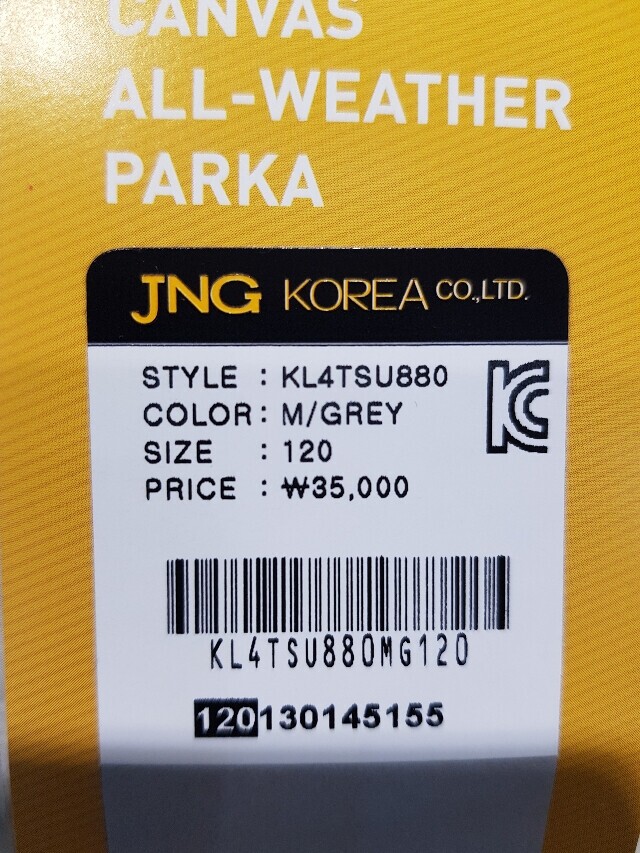 CANVAS
ALL-WEATHER
PARKA
JNG KOREA CO.,LTD.
STYLE : KL4TSU880
COLOR : M/GREY
SIZE : 120
PRICE : ₩35,000
KC
KL4TSU880MG120
120130145155